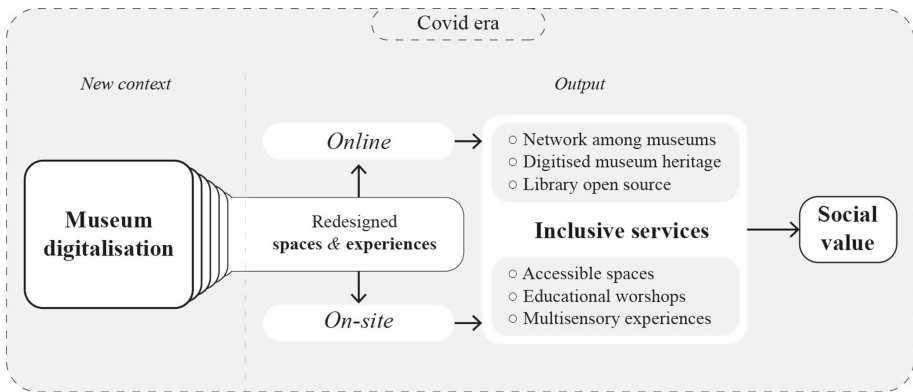 Covid era
New context
Output
Museum
digitalisation
Redesigned
spaces & experiences
Online
On-site
○ Network among museums
○ Digitised museum heritage
○ Library open source
Inclusive services
○ Accessible spaces
○ Educational worshops
○ Multisensory experiences
Social
value